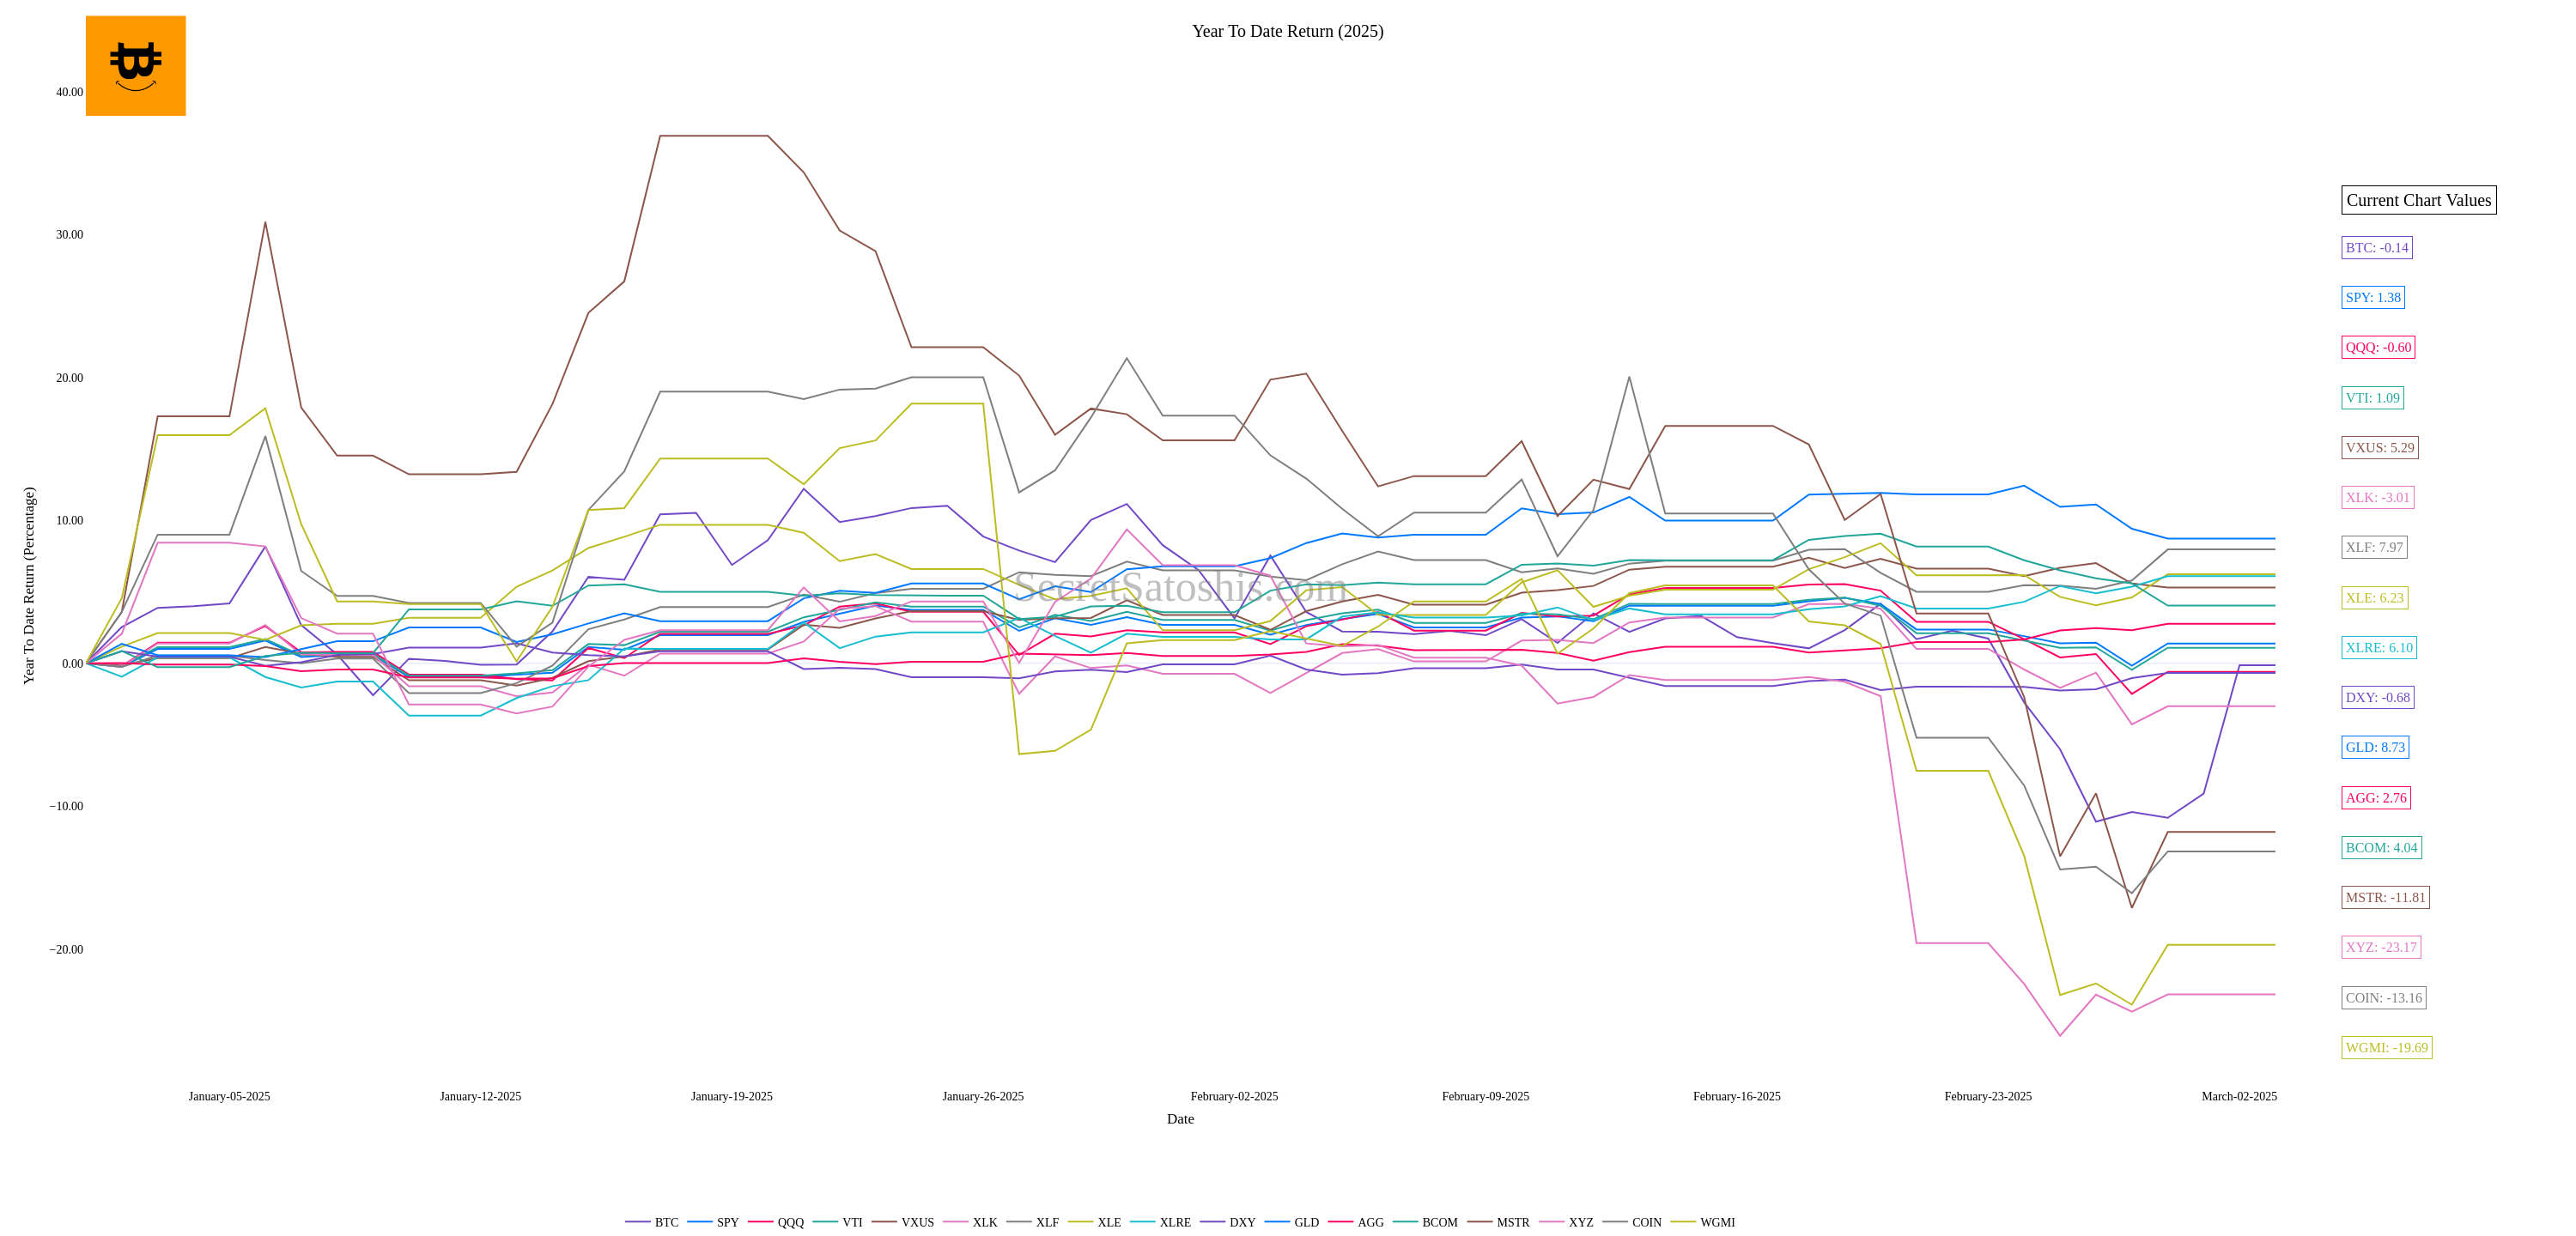 Year To Date Return (2025)
40.00
30.00
20.00
10.00
0.00
−10.00
−20.00
Year To Date Return (Percentage)
SecretSatoshis.com
Current Chart Values
BTC: -0.14
SPY: 1.38
QQQ: -0.60
VTI: 1.09
VXUS: 5.29
XLK: -3.01
XLF: 7.97
XLE: 6.23
XLRE: 6.10
DXY: -0.68
GLD: 8.73
AGG: 2.76
BCOM: 4.04
MSTR: -11.81
XYZ: -23.17
COIN: -13.16
WGMI: -19.69
January-05-2025 January-12-2025 January-19-2025 January-26-2025 February-02-2025 February-09-2025 February-16-2025 February-23-2025 March-02-2025
Date
BTC SPY QQQ VTI VXUS XLK XLF XLE XLRE DXY GLD AGG BCOM MSTR XYZ COIN WGMI